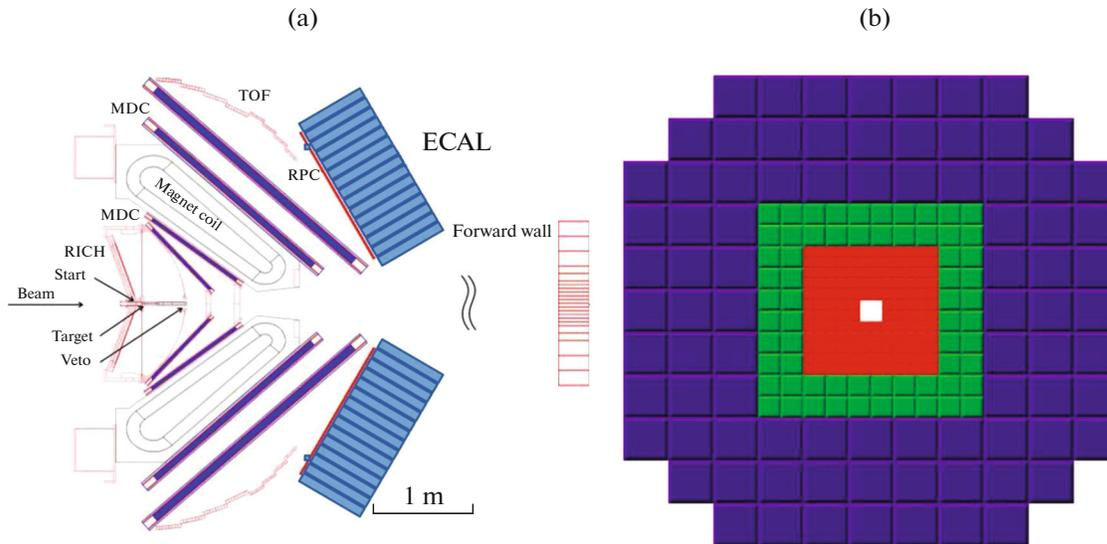 (a)
(b)
TOF
MDC
ECAL
RPC
Magnet coil
MDC
Forward wall
RICH
Start
Beam
Target
Veto
1 m